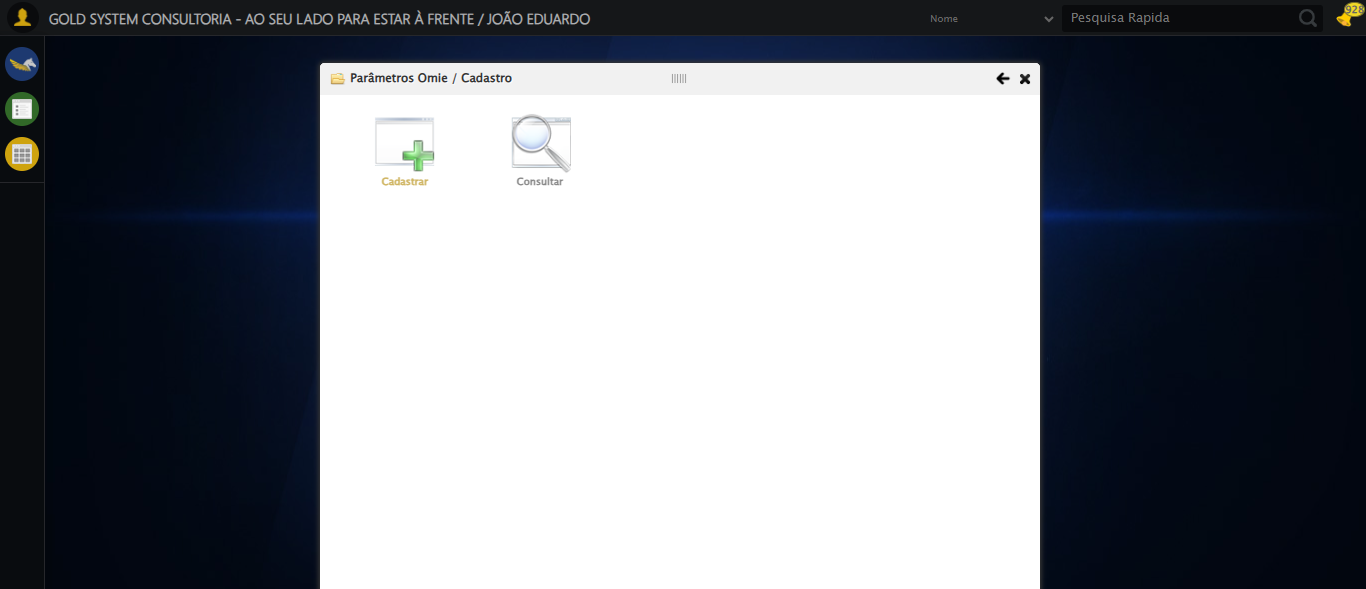 GOLD SYSTEM CONSULTORIA - AO SEU LADO PARA ESTAR À FRENTE / JOÃO EDUARDO
Nome
Pesquisa Rapida
928
Parâmetros Omie / Cadastro
Cadastrar
Consultar